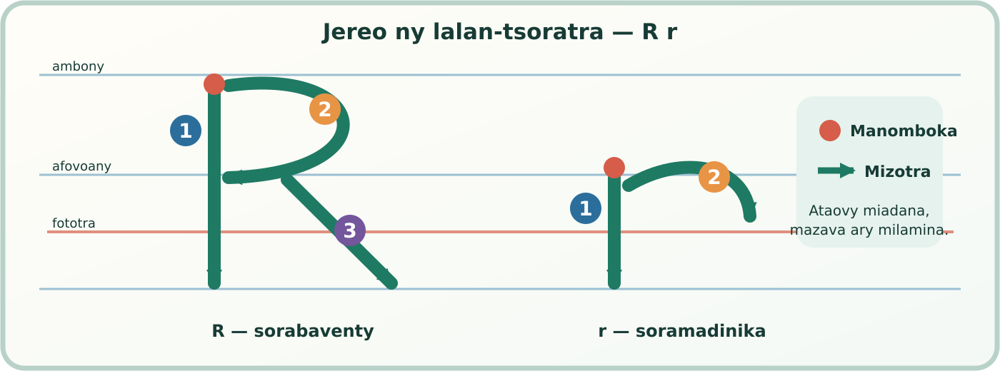 Jereo ny lalan-tsoratra — R r
ambony
1
2
Manomboka
afovoany
2
Mizotra
1
Ataovy miadana,
fototra
3
mazava ary milamina.
R — sorabaventy
r — soramadinika